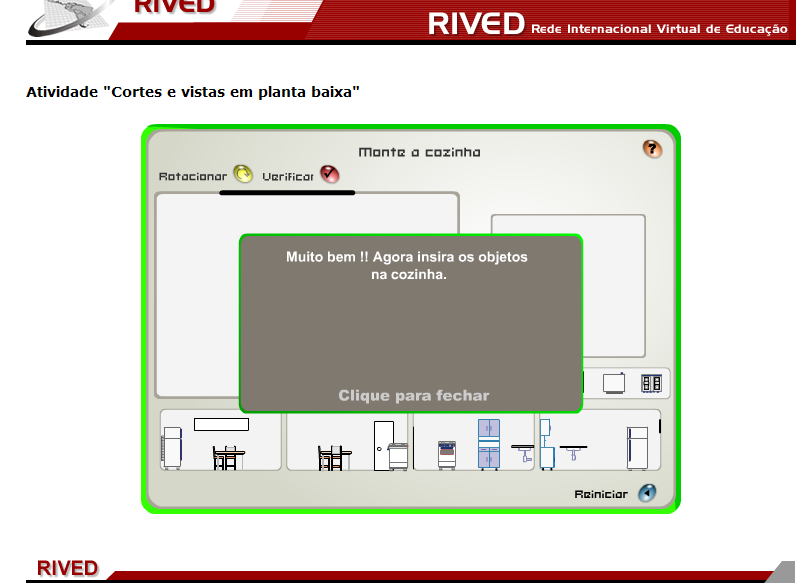 RIVED
RIVED Rede Internacional Virtual de Educação
Atividade "Cortes e vistas em planta baixa"
Monte a cozinha
?
Rotacionar Verificar
Muito bem !! Agora insira os objetos
na cozinha.
Clique para fechar
Reiniciar
RIVED